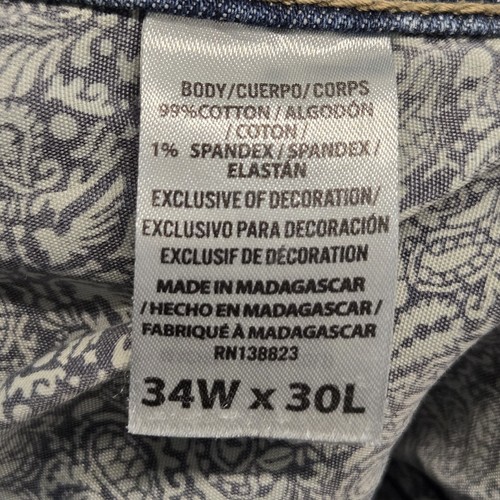 BODY/CUERPO/CORPS
99%COTTON / ALGODÓN
/ COTON /
1% SPANDEX / SPANDEX /
ELASTÁN
EXCLUSIVE OF DECORATION/
EXCLUSIVO PARA DECORACIÓN
EXCLUSIF DE DÉCORATION
MADE IN MADAGASCAR
/ HECHO EN MADAGASCAR /
FABRIQUÉ À MADAGASCAR
RN138823
34W x 30L